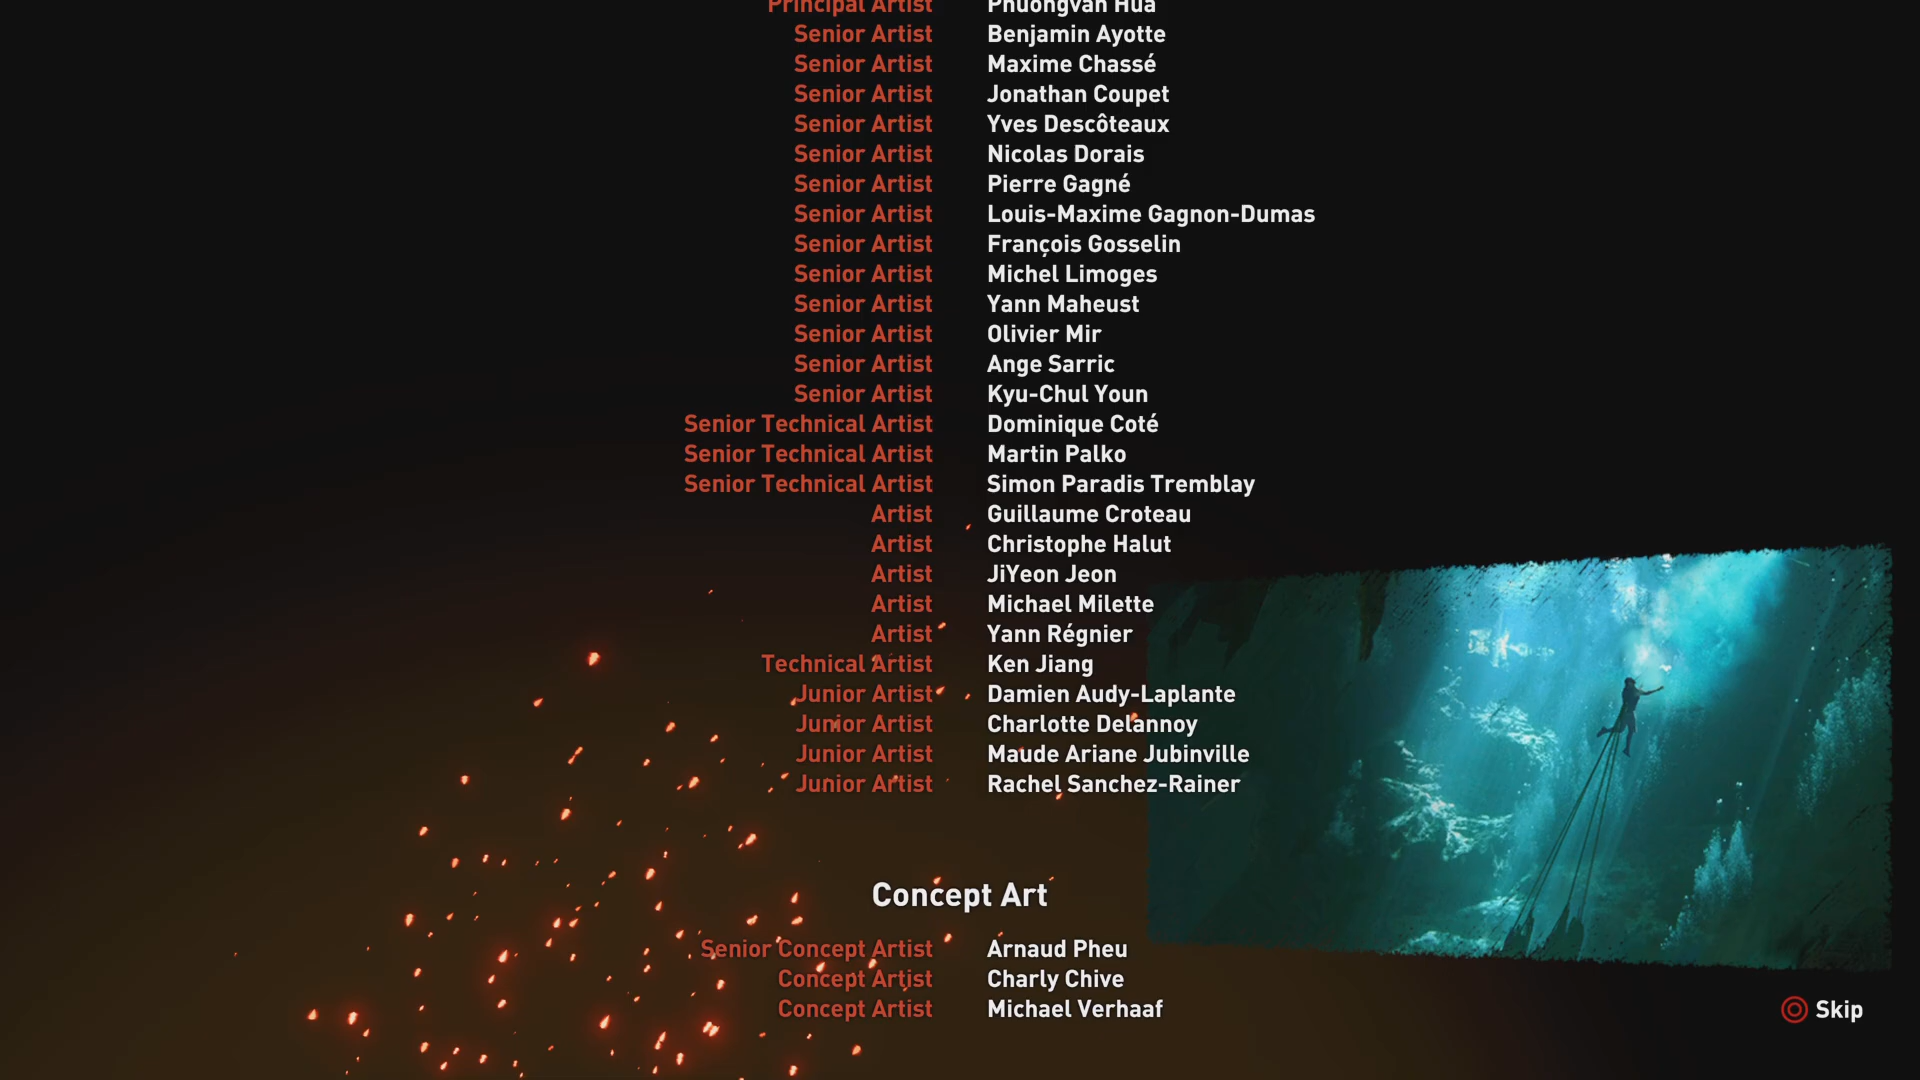 Principal Artist Phuongvan Hua
Senior Artist Benjamin Ayotte
Senior Artist Maxime Chassé
Senior Artist Jonathan Coupet
Senior Artist Yves Descôteaux
Senior Artist Nicolas Dorais
Senior Artist Pierre Gagné
Senior Artist Louis-Maxime Gagnon-Dumas
Senior Artist François Gosselin
Senior Artist Michel Limoges
Senior Artist Yann Maheust
Senior Artist Olivier Mir
Senior Artist Ange Sarric
Senior Artist Kyu-Chul Youn
Senior Technical Artist Dominique Coté
Senior Technical Artist Martin Palko
Senior Technical Artist Simon Paradis Tremblay
Artist Guillaume Croteau
Artist Christophe Halut
Artist JiYeon Jeon
Artist Michael Milette
Artist Yann Régnier
Technical Artist Ken Jiang
Junior Artist Damien Audy-Laplante
Junior Artist Charlotte Delannoy
Junior Artist Maude Ariane Jubinville
Junior Artist Rachel Sanchez-Rainer
Concept Art
Senior Concept Artist Arnaud Pheu
Concept Artist Charly Chive
Concept Artist Michael Verhaaf
Skip